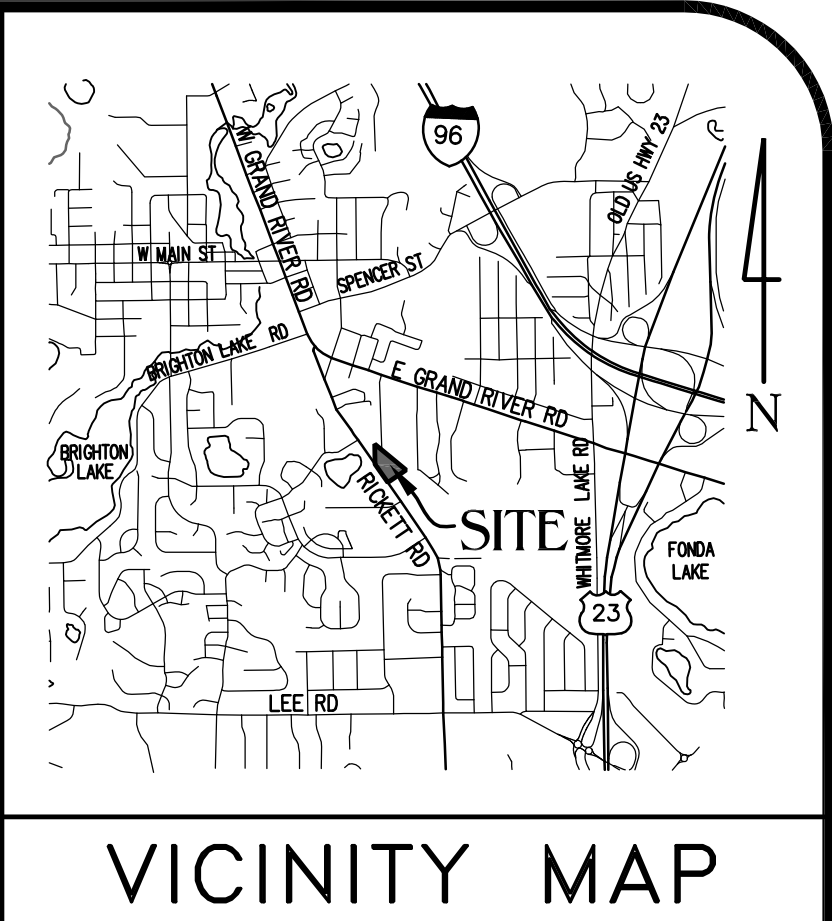 96
OLD US HWY 23
W GRAND RIVER RD
W MAIN ST
SPENCER ST
BRIGHTON LAKE RD
E GRAND RIVER RD
N
BRIGHTON
LAKE
WHITMORE LAKE RD
RICKETT RD
SITE
FONDA
LAKE
23
LEE RD
VICINITY MAP